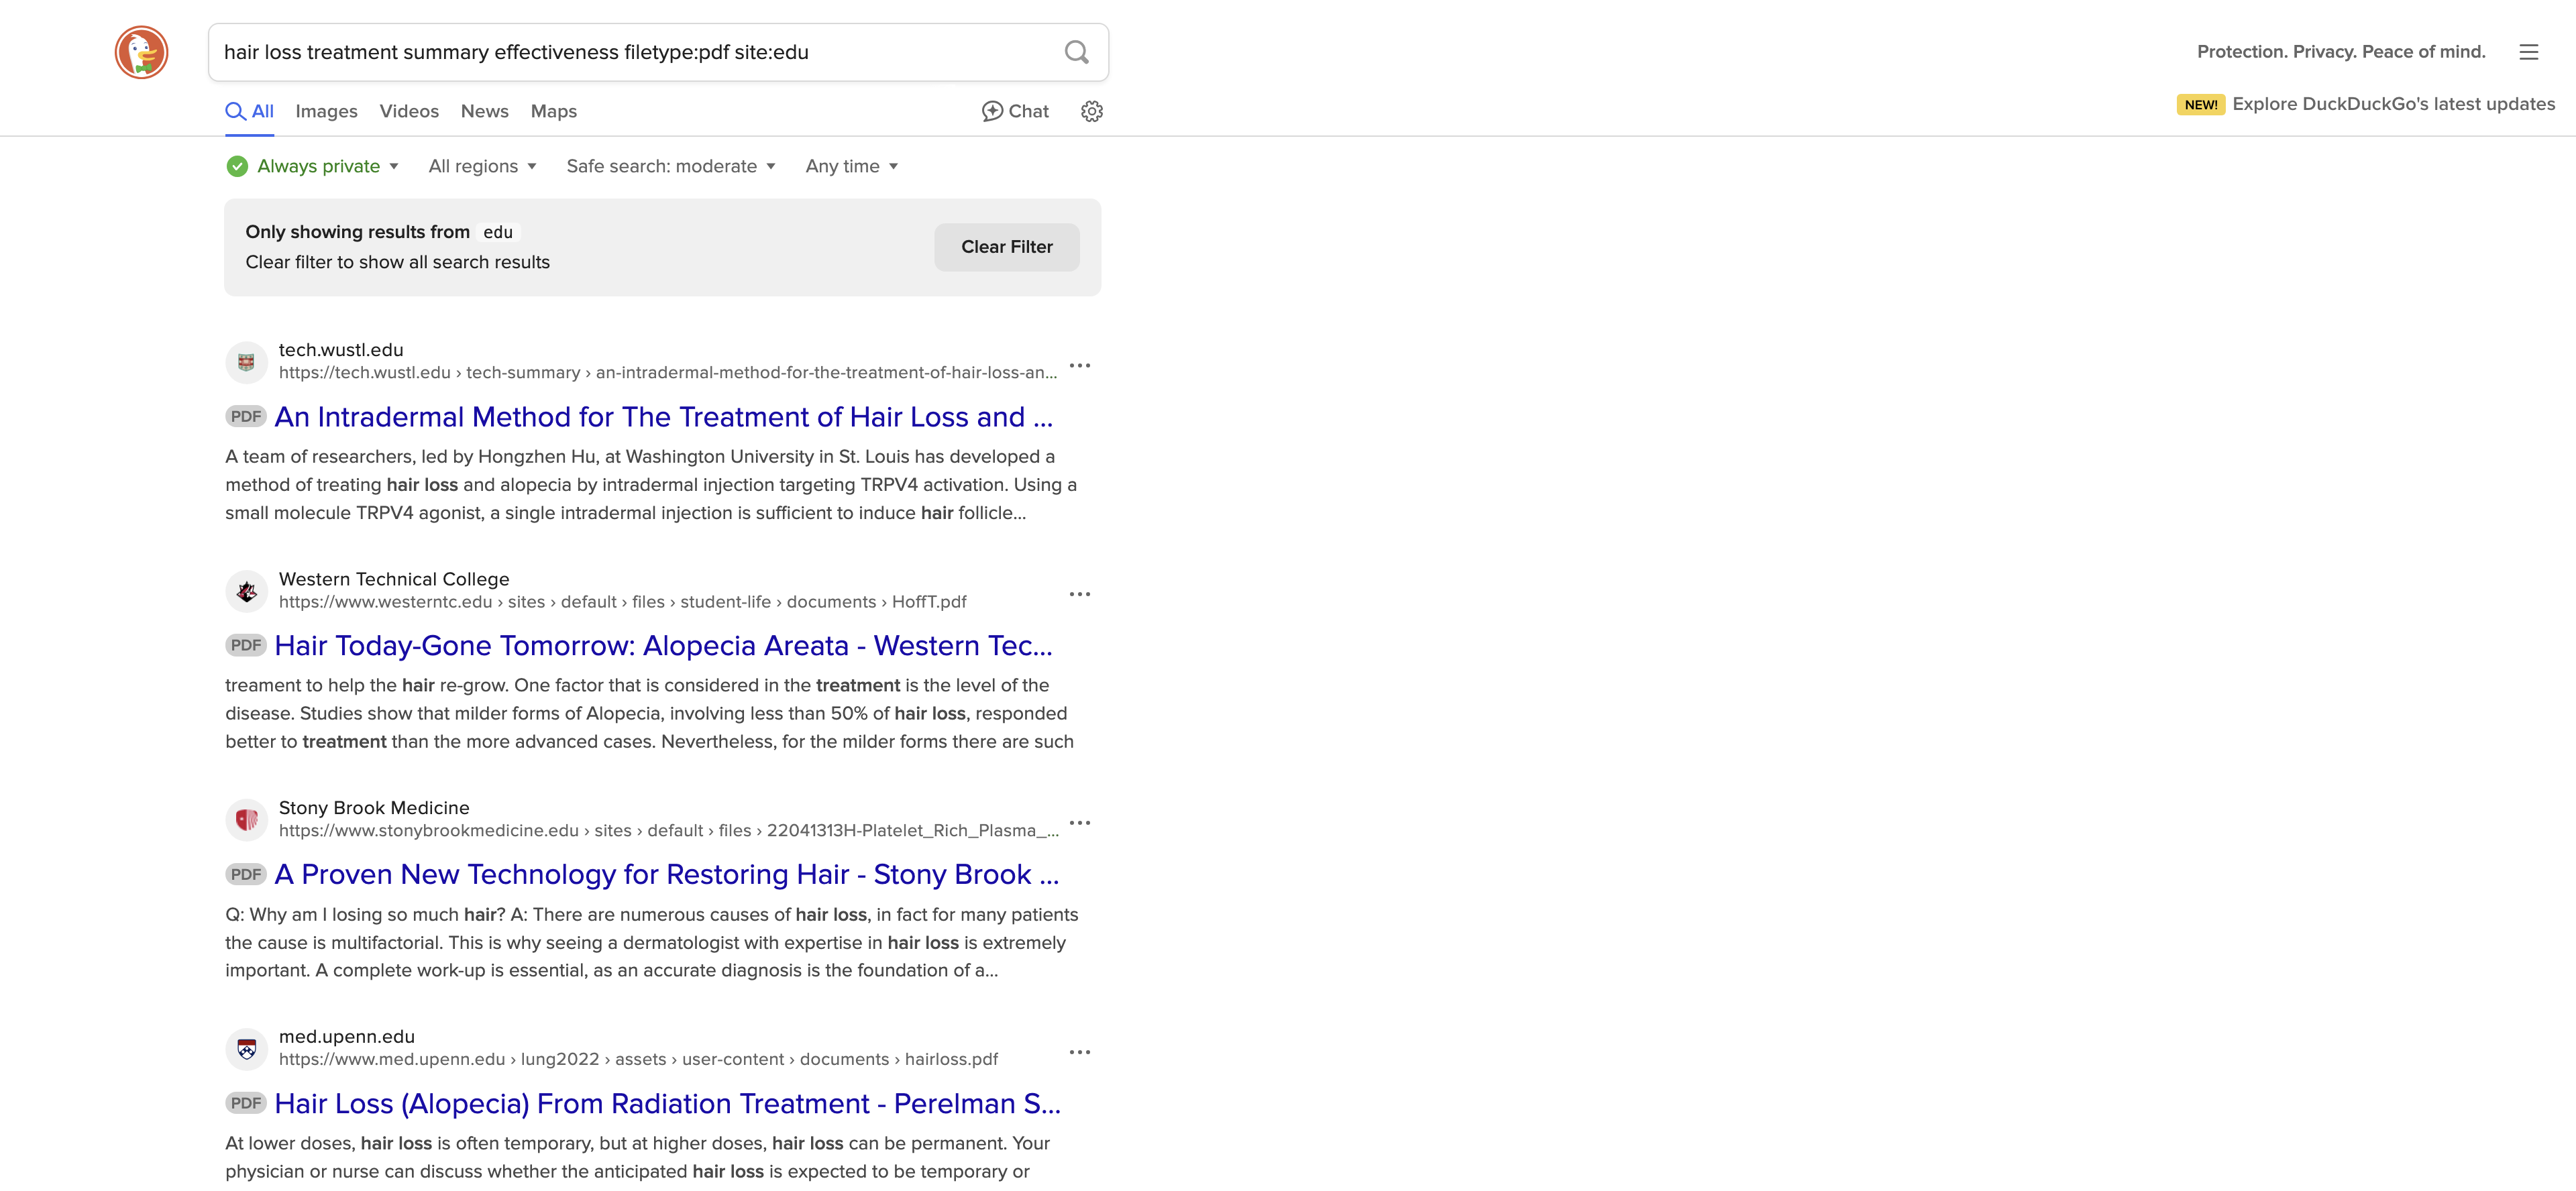 hair loss treatment summary effectiveness filetype:pdf site:edu
Protection. Privacy. Peace of mind.
All Images Videos News Maps Chat
NEW! Explore DuckDuckGo's latest updates
Always private All regions Safe search: moderate Any time
Only showing results from edu
Clear filter to show all search results
Clear Filter
tech.wustl.edu
https://tech.wustl.edu › tech-summary › an-intradermal-method-for-the-treatment-of-hair-loss-an...
PDF An Intradermal Method for The Treatment of Hair Loss and ...
A team of researchers, led by Hongzhen Hu, at Washington University in St. Louis has developed a
method of treating hair loss and alopecia by intradermal injection targeting TRPV4 activation. Using a
small molecule TRPV4 agonist, a single intradermal injection is sufficient to induce hair follicle...
Western Technical College
https://www.westerntc.edu › sites › default › files › student-life › documents › HoffT.pdf
PDF Hair Today-Gone Tomorrow: Alopecia Areata - Western Tec...
treament to help the hair re-grow. One factor that is considered in the treatment is the level of the
disease. Studies show that milder forms of Alopecia, involving less than 50% of hair loss, responded
better to treatment than the more advanced cases. Nevertheless, for the milder forms there are such
Stony Brook Medicine
https://www.stonybrookmedicine.edu › sites › default › files › 22041313H-Platelet_Rich_Plasma_...
PDF A Proven New Technology for Restoring Hair - Stony Brook ...
Q: Why am I losing so much hair? A: There are numerous causes of hair loss, in fact for many patients
the cause is multifactorial. This is why seeing a dermatologist with expertise in hair loss is extremely
important. A complete work-up is essential, as an accurate diagnosis is the foundation of a...
med.upenn.edu
https://www.med.upenn.edu › lung2022 › assets › user-content › documents › hairloss.pdf
PDF Hair Loss (Alopecia) From Radiation Treatment - Perelman S...
At lower doses, hair loss is often temporary, but at higher doses, hair loss can be permanent. Your
physician or nurse can discuss whether the anticipated hair loss is expected to be temporary or